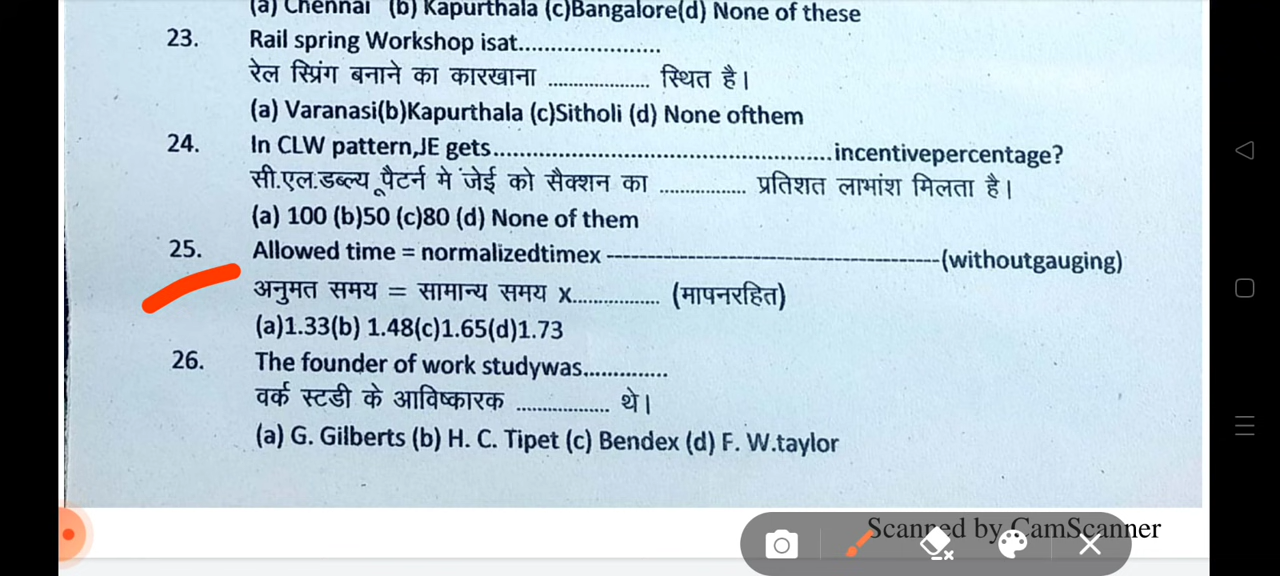 (a) Chennai (b) Kapurthala (c)Bangalore(d) None of these
23. Rail spring Workshop isat......................
रेल स्प्रिंग बनाने का कारखाना ..................... स्थित है।
(a) Varanasi(b)Kapurthala (c)Sitholi (d) None ofthem
24. In CLW pattern,JE gets....................................................incentivepercentage?
सी.एल.डब्ल्यू पैटर्न मे जेई को सैक्शन का ................ प्रतिशत लाभांश मिलता है।
(a) 100 (b)50 (c)80 (d) None of them
25. Allowed time = normalizedtimex ----------------------------------------(withoutgauging)
अनुमत समय = सामान्य समय x................ (मापनरहित)
(a)1.33(b) 1.48(c)1.65(d)1.73
26. The founder of work studywas.............
वर्क स्टडी के आविष्कारक .................. थे।
(a) G. Gilberts (b) H. C. Tipet (c) Bendex (d) F. W.taylor
Scanned by CamScanner